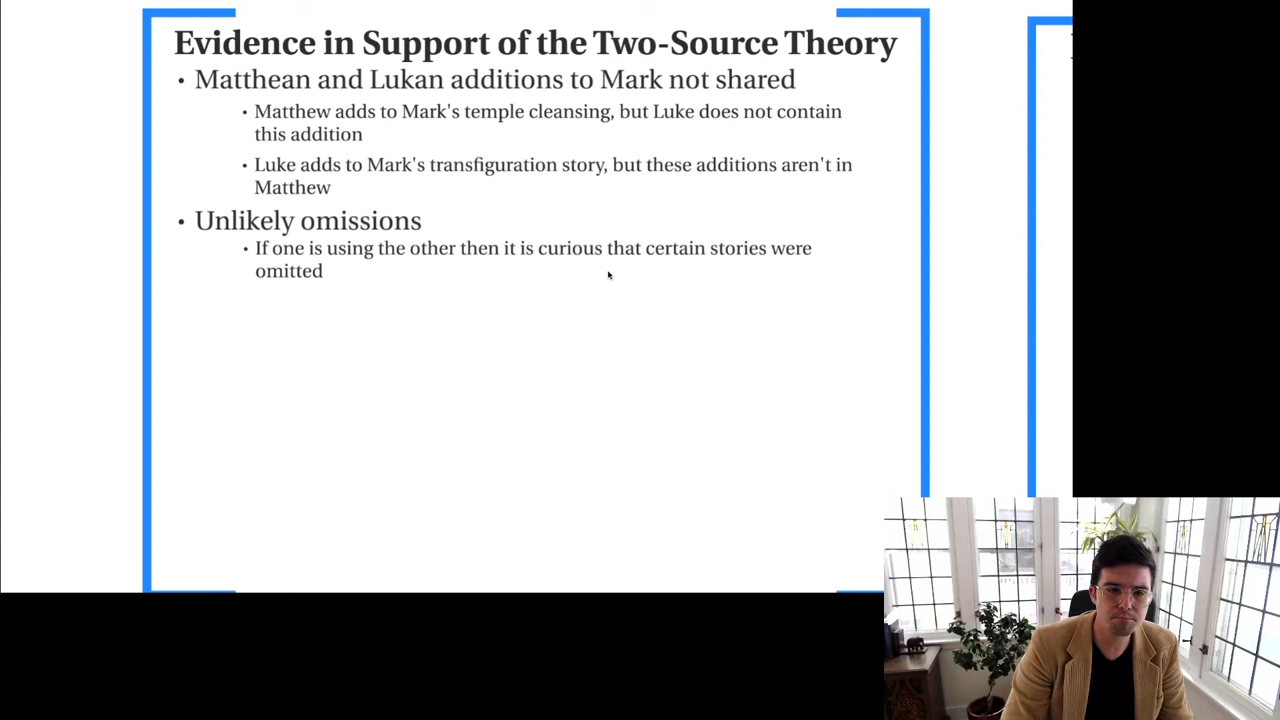 Evidence in Support of the Two-Source Theory
• Matthean and Lukan additions to Mark not shared
• Matthew adds to Mark's temple cleansing, but Luke does not contain
this addition
• Luke adds to Mark's transfiguration story, but these additions aren't in
Matthew
• Unlikely omissions
• If one is using the other then it is curious that certain stories were
omitted